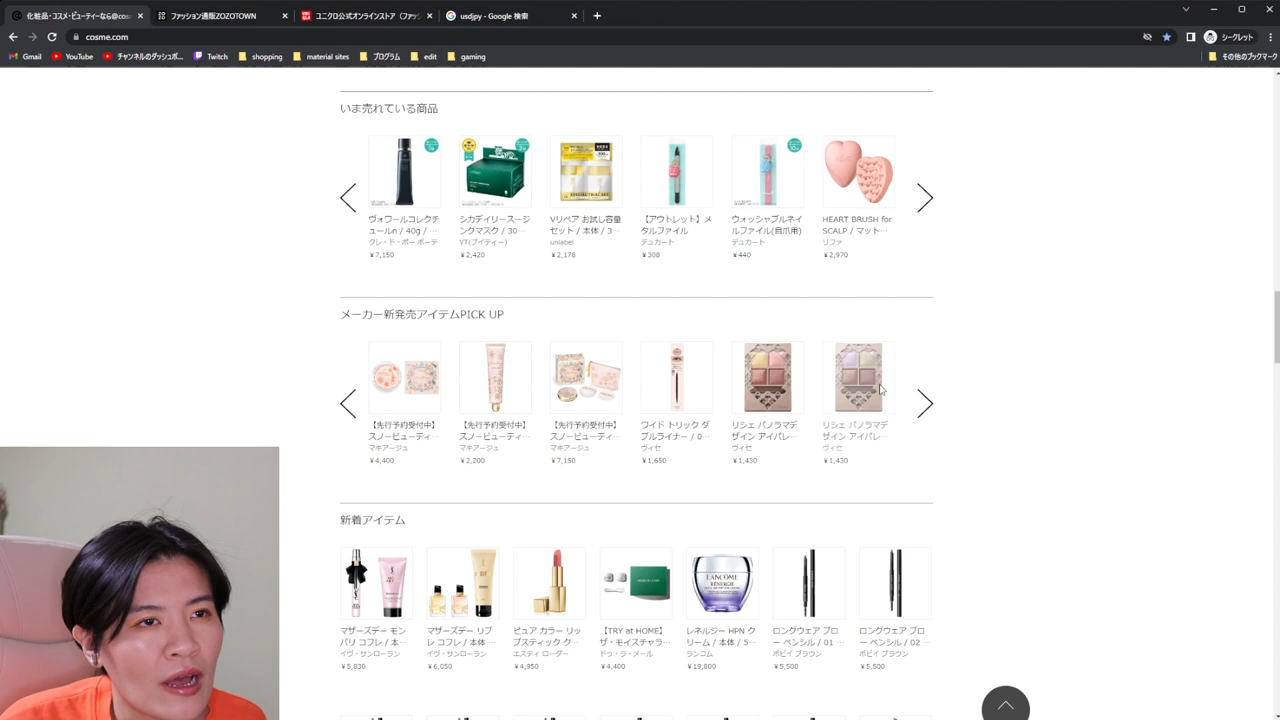 化粧品・コスメ・ビューティーなら@cos
ファッション通販ZOZOTOWN
ユニクロ公式オンラインストア（ファッシ
usdjpy - Google 検索
cosme.com
シークレット
Gmail
YouTube
チャンネルのダッシュボ...
Twitch
shopping
material sites
プログラム
edit
gaming
その他のブックマーク
いま売れている商品
ヴォワールコレクチ
ュールn / 40g / ...
クレ・ド・ポー ボーテ
¥7,150
シカデイリースージ
ングマスク / 30...
VT(ブイティー)
¥2,420
Vリペア お試し容量
セット / 本体 / 3...
unlabel
¥2,178
【アウトレット】メ
タルファイル
デュカート
¥308
ウォッシャブルネイ
ルファイル(自爪用)
デュカート
¥440
HEART BRUSH for
SCALP / マット...
リファ
¥2,970
メーカー新発売アイテムPICK UP
【先行予約受付中】
スノービューティ...
マキアージュ
¥4,400
【先行予約受付中】
スノービューティ...
マキアージュ
¥2,200
【先行予約受付中】
スノービューティ...
マキアージュ
¥7,150
ワイド トリック ダ
ブルライナー / 0...
ヴィセ
¥1,650
リシェ パノラマデ
ザイン アイパレ...
ヴィセ
¥1,430
リシェ パノラマデ
ザイン アイパレ...
ヴィセ
¥1,430
新着アイテム
マザーズデー モン
パリ コフレ / 本...
イヴ・サンローラン
¥5,830
マザーズデー リブ
レ コフレ / 本体 ...
イヴ・サンローラン
¥6,050
ピュア カラー リッ
プスティック ク...
エスティ ローダー
¥4,950
【TRY at HOME】
ザ・モイスチャラ...
ドゥ・ラ・メール
¥4,400
LANCOME
RÉNERGIE
レネルジー HPN ク
リーム / 本体 / 5...
ランコム
¥19,800
ロングウェア ブロ
ー ペンシル / 01 ...
ボビイ ブラウン
¥5,500
ロングウェア ブロ
ー ペンシル / 02 ...
ボビイ ブラウン
¥5,500